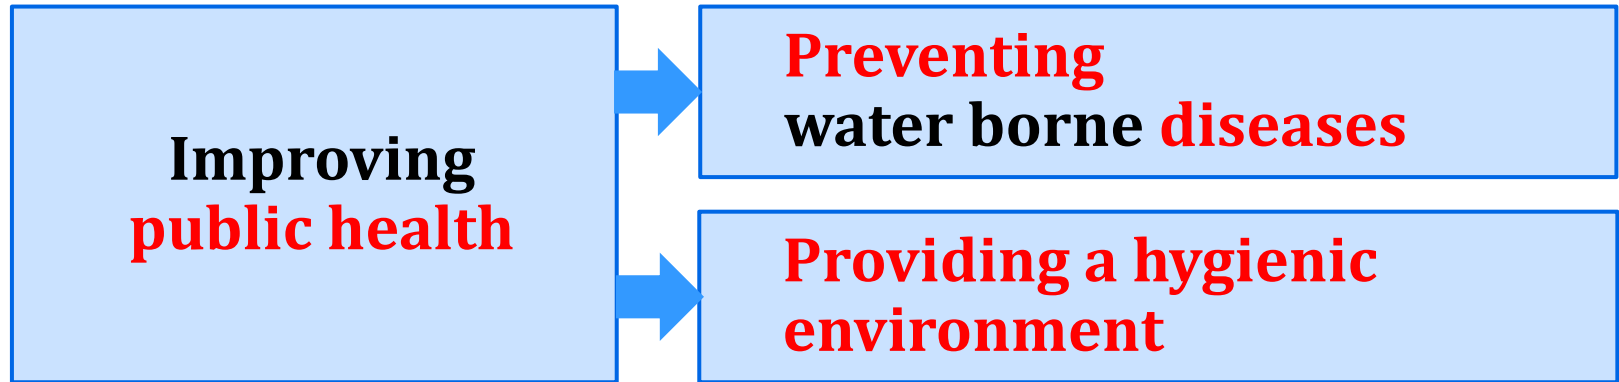 Improving
public health
Preventing
water borne diseases
Providing a hygienic
environment